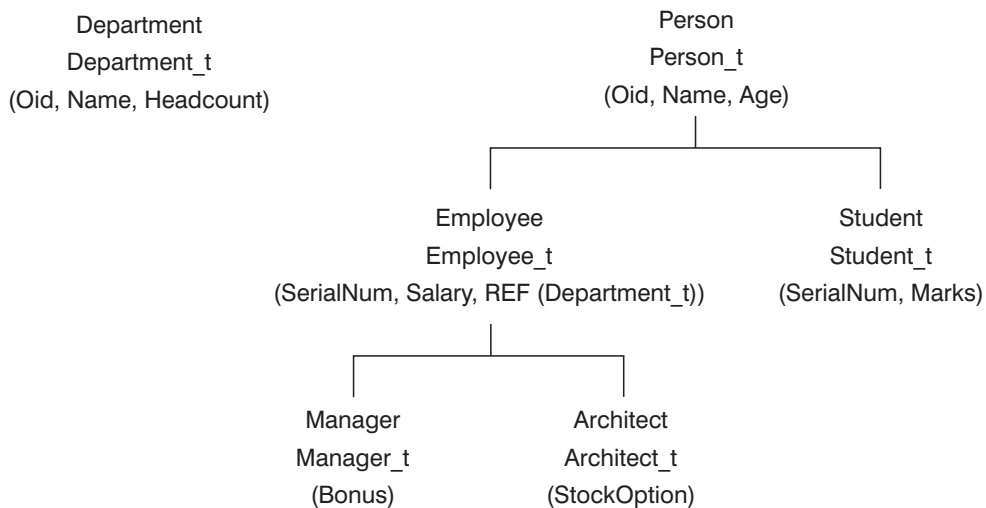 Department
Department_t
(Oid, Name, Headcount)
Person
Person_t
(Oid, Name, Age)
Employee
Employee_t
(SerialNum, Salary, REF (Department_t))
Student
Student_t
(SerialNum, Marks)
Manager
Manager_t
(Bonus)
Architect
Architect_t
(StockOption)